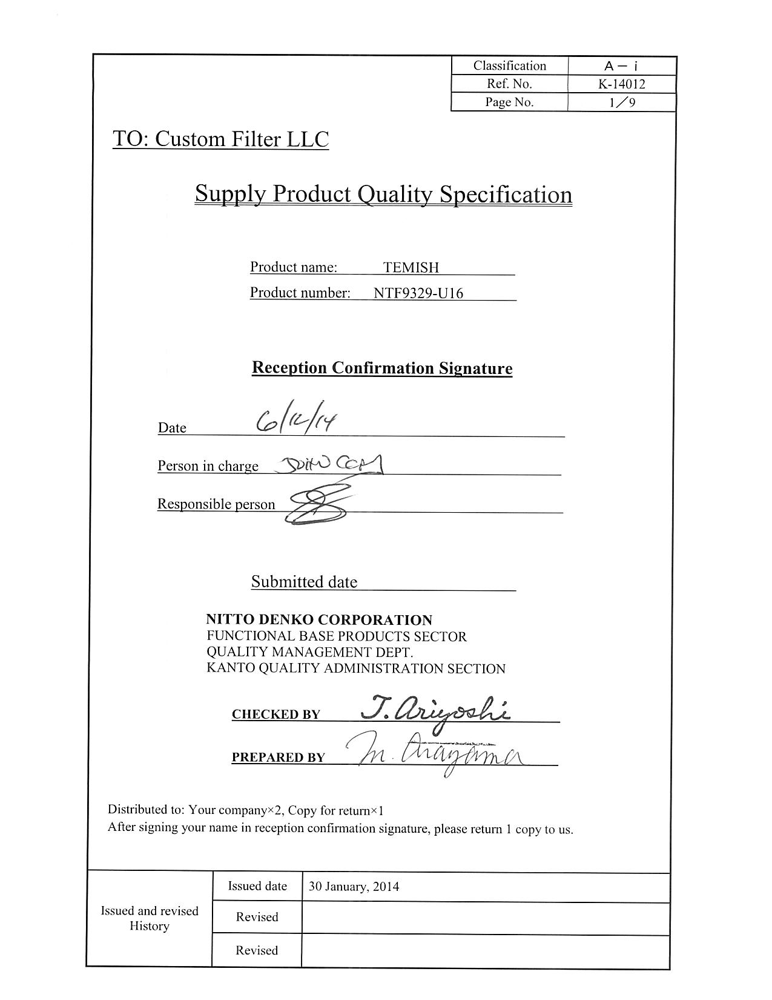 Classification A－i
Ref. No. K-14012
Page No. 1／9
TO: Custom Filter LLC
Supply Product Quality Specification
Product name: TEMISH
Product number: NTF9329-U16
Reception Confirmation Signature
Date 6/12/14
Person in charge
Responsible person
Submitted date
NITTO DENKO CORPORATION
FUNCTIONAL BASE PRODUCTS SECTOR
QUALITY MANAGEMENT DEPT.
KANTO QUALITY ADMINISTRATION SECTION
CHECKED BY T. Ariyoshi
PREPARED BY M. Arayama
Distributed to: Your company×2, Copy for return×1
After signing your name in reception confirmation signature, please return 1 copy to us.
Issued and revised
History
Issued date 30 January, 2014
Revised
Revised